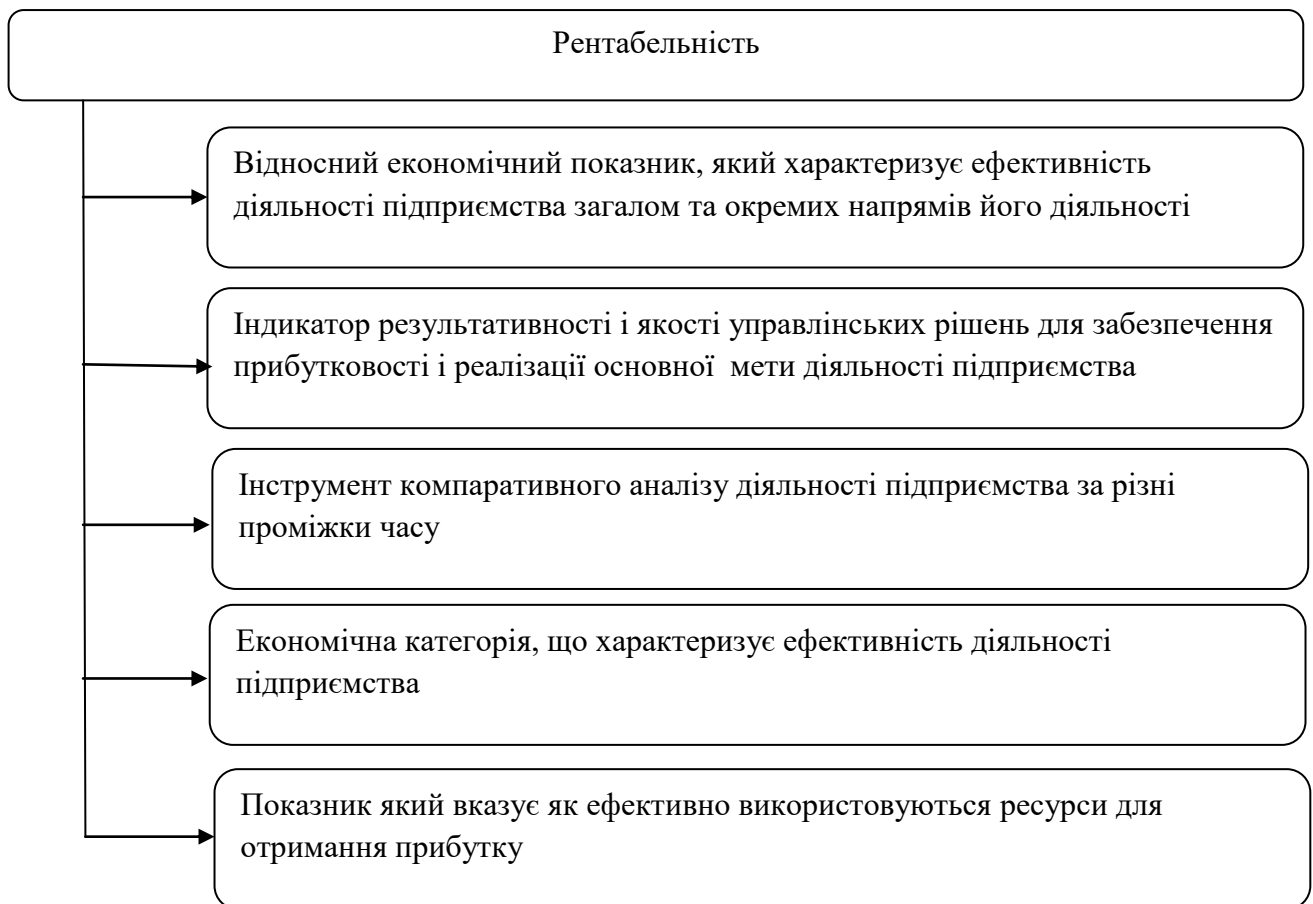 Рентабельність
Відносний економічний показник, який характеризує ефективність
діяльності підприємства загалом та окремих напрямів його діяльності
Індикатор результативності і якості управлінських рішень для забезпечення
прибутковості і реалізації основної  мети діяльності підприємства
Інструмент компаративного аналізу діяльності підприємства за різні
проміжки часу
Економічна категорія, що характеризує ефективність діяльності
підприємства
Показник який вказує як ефективно використовуються ресурси для
отримання прибутку